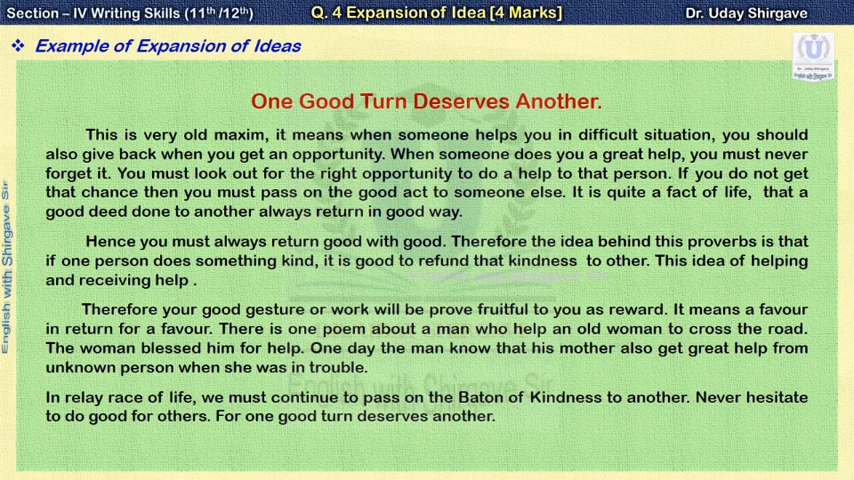 Section – IV Writing Skills (11th /12th) Q. 4 Expansion of Idea [4 Marks] Dr. Uday Shirgave
❖ Example of Expansion of Ideas
Dr. Uday Shirgave
English with Shirgave Sir
One Good Turn Deserves Another.
This is very old maxim, it means when someone helps you in difficult situation, you should
also give back when you get an opportunity. When someone does you a great help, you must never
forget it. You must look out for the right opportunity to do a help to that person. If you do not get
that chance then you must pass on the good act to someone else. It is quite a fact of life, that a
good deed done to another always return in good way.
Hence you must always return good with good. Therefore the idea behind this proverbs is that
if one person does something kind, it is good to refund that kindness to other. This idea of helping
and receiving help .
Therefore your good gesture or work will be prove fruitful to you as reward. It means a favour
in return for a favour. There is one poem about a man who help an old woman to cross the road.
The woman blessed him for help. One day the man know that his mother also get great help from
unknown person when she was in trouble.
In relay race of life, we must continue to pass on the Baton of Kindness to another. Never hesitate
to do good for others. For one good turn deserves another.
English with Shirgave Sir
English with Shirgave Sir